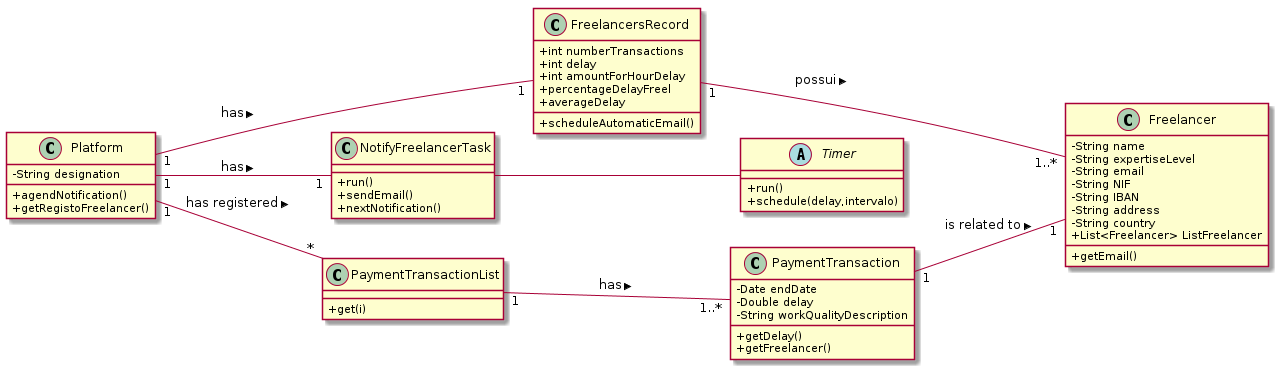 C FreelancersRecord
+int numberTransactions
+int delay
+int amountForHourDelay
+percentageDelayFreel
+averageDelay
+scheduleAutomaticEmail()
C Platform
-String designation
+agendNotification()
+getRegistoFreelancer()
has
1
1
has
1
1
has registered
1
*
C NotifyFreelancerTask
+run()
+sendEmail()
+nextNotification()
A Timer
+run()
+schedule(delay,intervalo)
possui
1
1..*
C Freelancer
-String name
-String expertiseLevel
-String email
-String NIF
-String IBAN
-String address
-String country
+List<Freelancer> ListFreelancer
+getEmail()
C PaymentTransactionList
+get(i)
has
1
1..*
C PaymentTransaction
-Date endDate
-Double delay
-String workQualityDescription
+getDelay()
+getFreelancer()
is related to
1
1